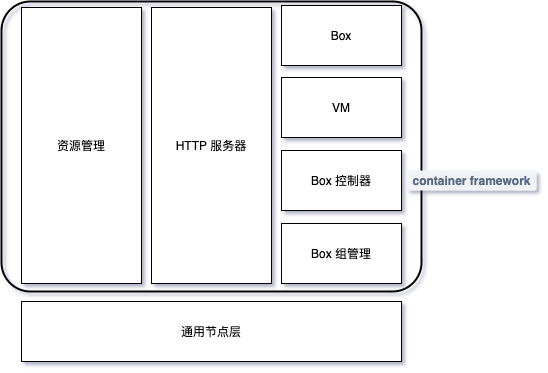 资源管理
HTTP 服务器
Box
VM
Box 控制器
Box 组管理
container framework
通用节点层